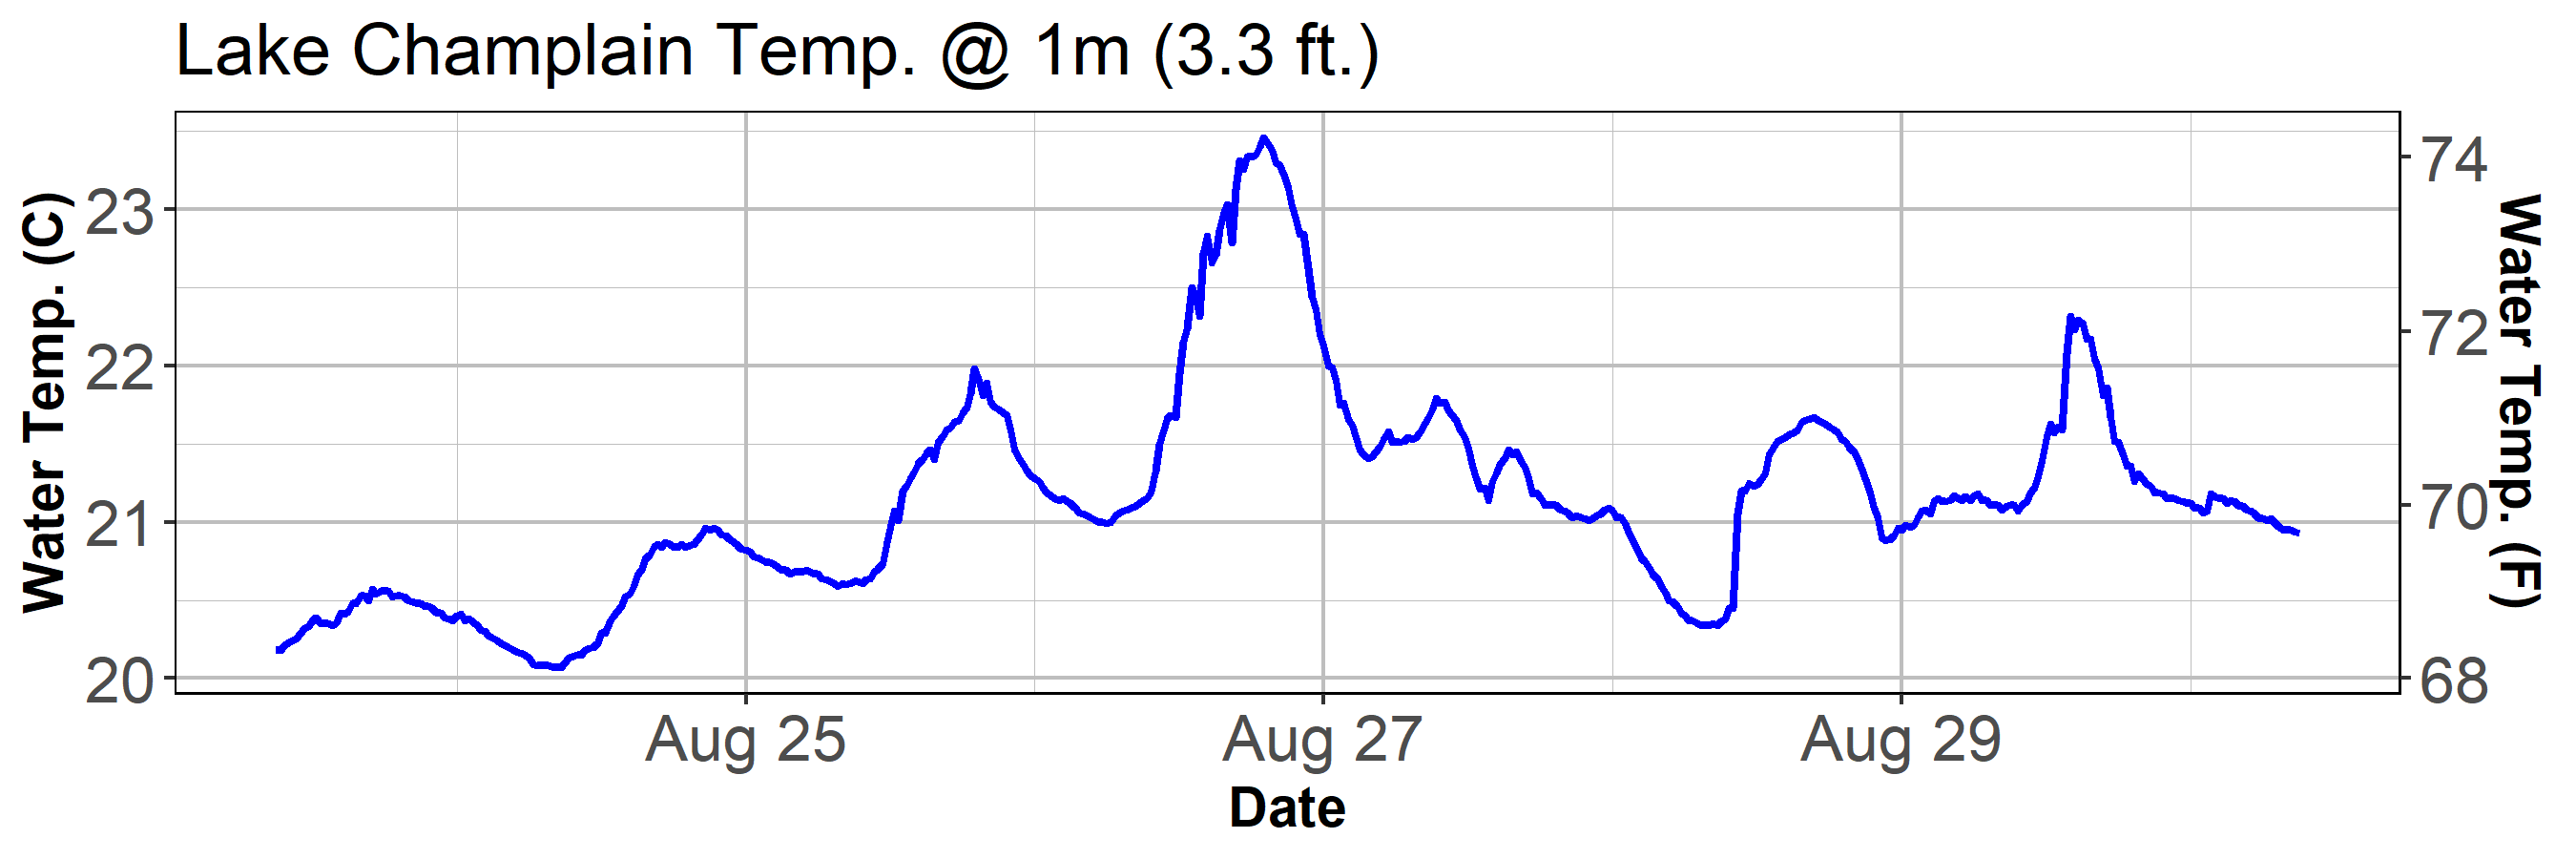 Lake Champlain Temp. @ 1m (3.3 ft.)
Water Temp. (C)
23
22
21
20
74
72
70
68
Water Temp. (F)
Aug 25
Aug 27
Aug 29
Date